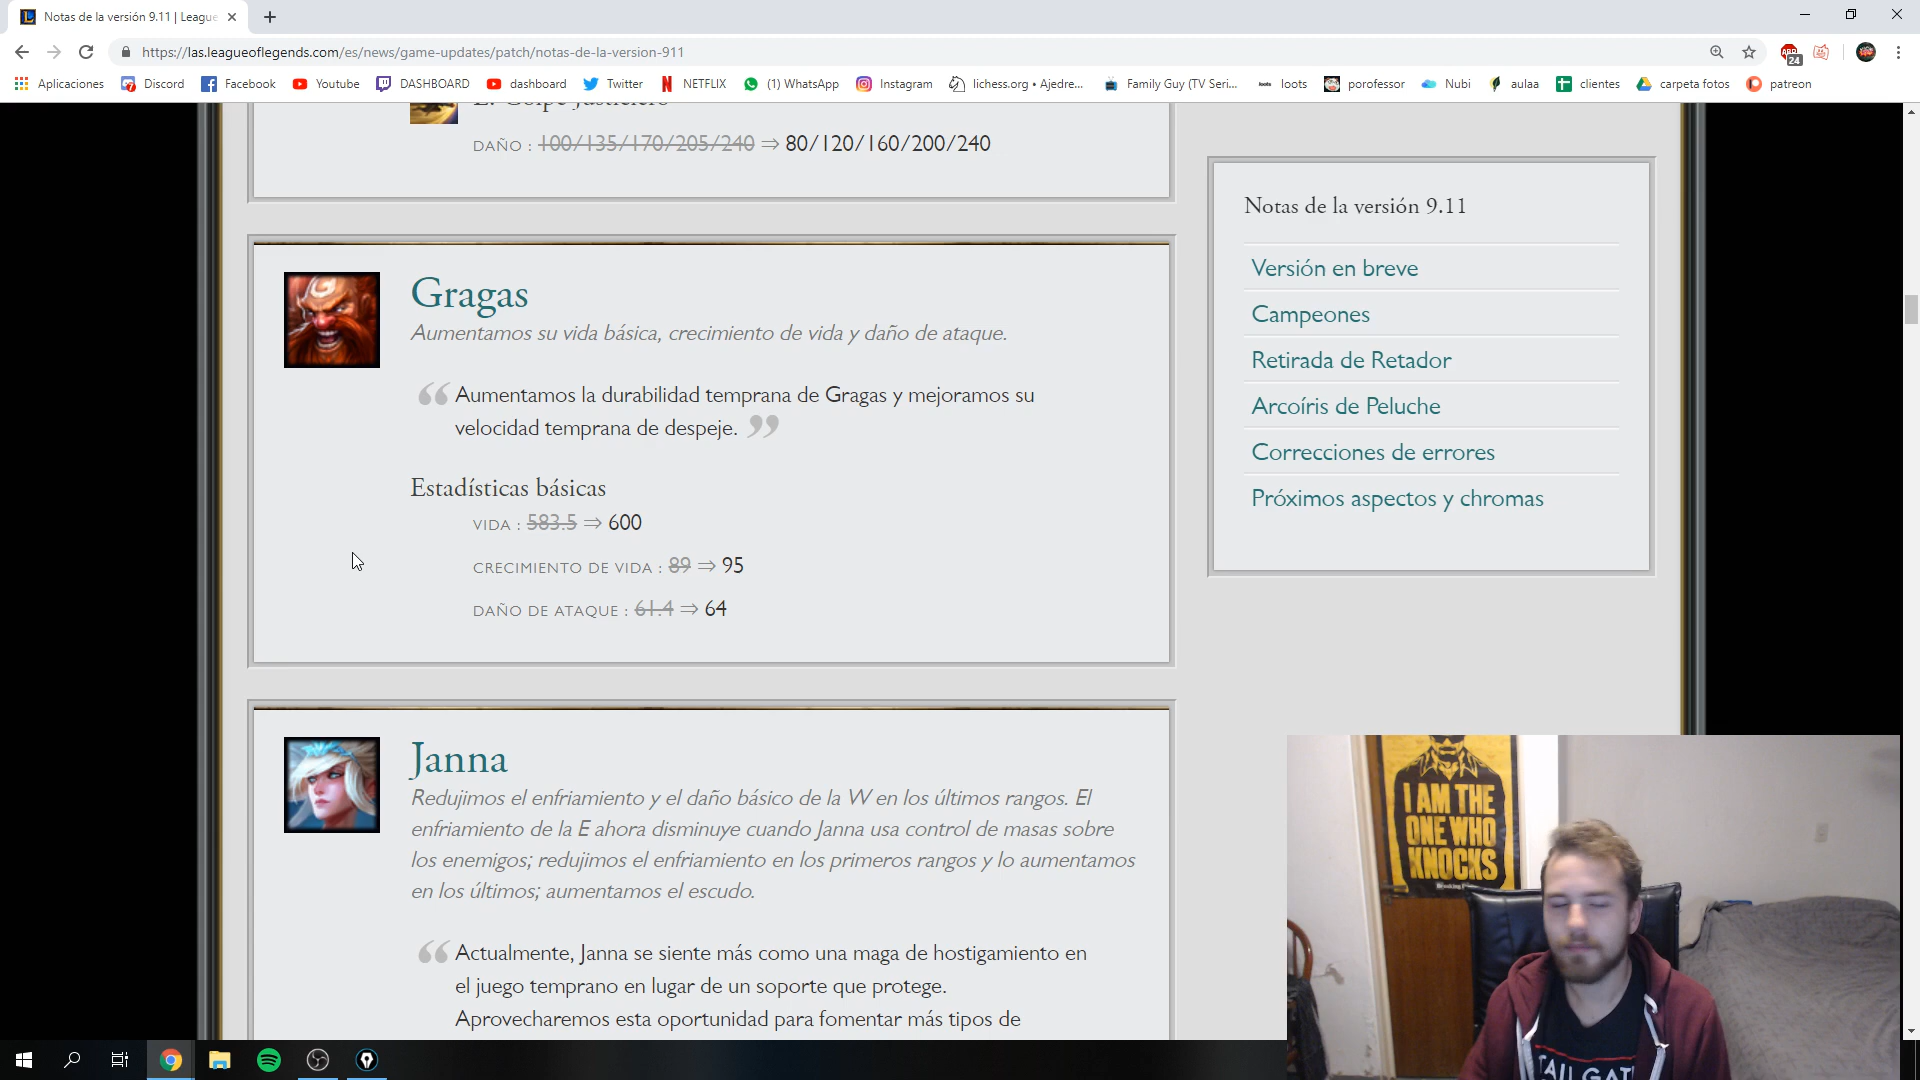 Notas de la versión 9.11 | League
https://las.leagueoflegends.com/es/news/game-updates/patch/notas-de-la-version-911
24
Aplicaciones Discord Facebook Youtube DASHBOARD dashboard Twitter NETFLIX (1) WhatsApp Instagram lichess.org • Ajedre... Family Guy (TV Seri... loots porofessor Nubi aulaa clientes carpeta fotos patreon
E: Golpe Justiciero
DAÑO : 100/135/170/205/240 ⇒ 80/120/160/200/240
Gragas
Aumentamos su vida básica, crecimiento de vida y daño de ataque.
“ Aumentamos la durabilidad temprana de Gragas y mejoramos su
velocidad temprana de despeje. ”
Estadísticas básicas
VIDA : 583.5 ⇒ 600
CRECIMIENTO DE VIDA : 89 ⇒ 95
DAÑO DE ATAQUE : 61.4 ⇒ 64
Janna
Redujimos el enfriamiento y el daño básico de la W en los últimos rangos. El
enfriamiento de la E ahora disminuye cuando Janna usa control de masas sobre
los enemigos; redujimos el enfriamiento en los primeros rangos y lo aumentamos
en los últimos; aumentamos el escudo.
“ Actualmente, Janna se siente más como una maga de hostigamiento en
el juego temprano en lugar de un soporte que protege.
Aprovecharemos esta oportunidad para fomentar más tipos de
Notas de la versión 9.11
Versión en breve
Campeones
Retirada de Retador
Arcoíris de Peluche
Correcciones de errores
Próximos aspectos y chromas
I AM THE
ONE WHO
KNOCKS